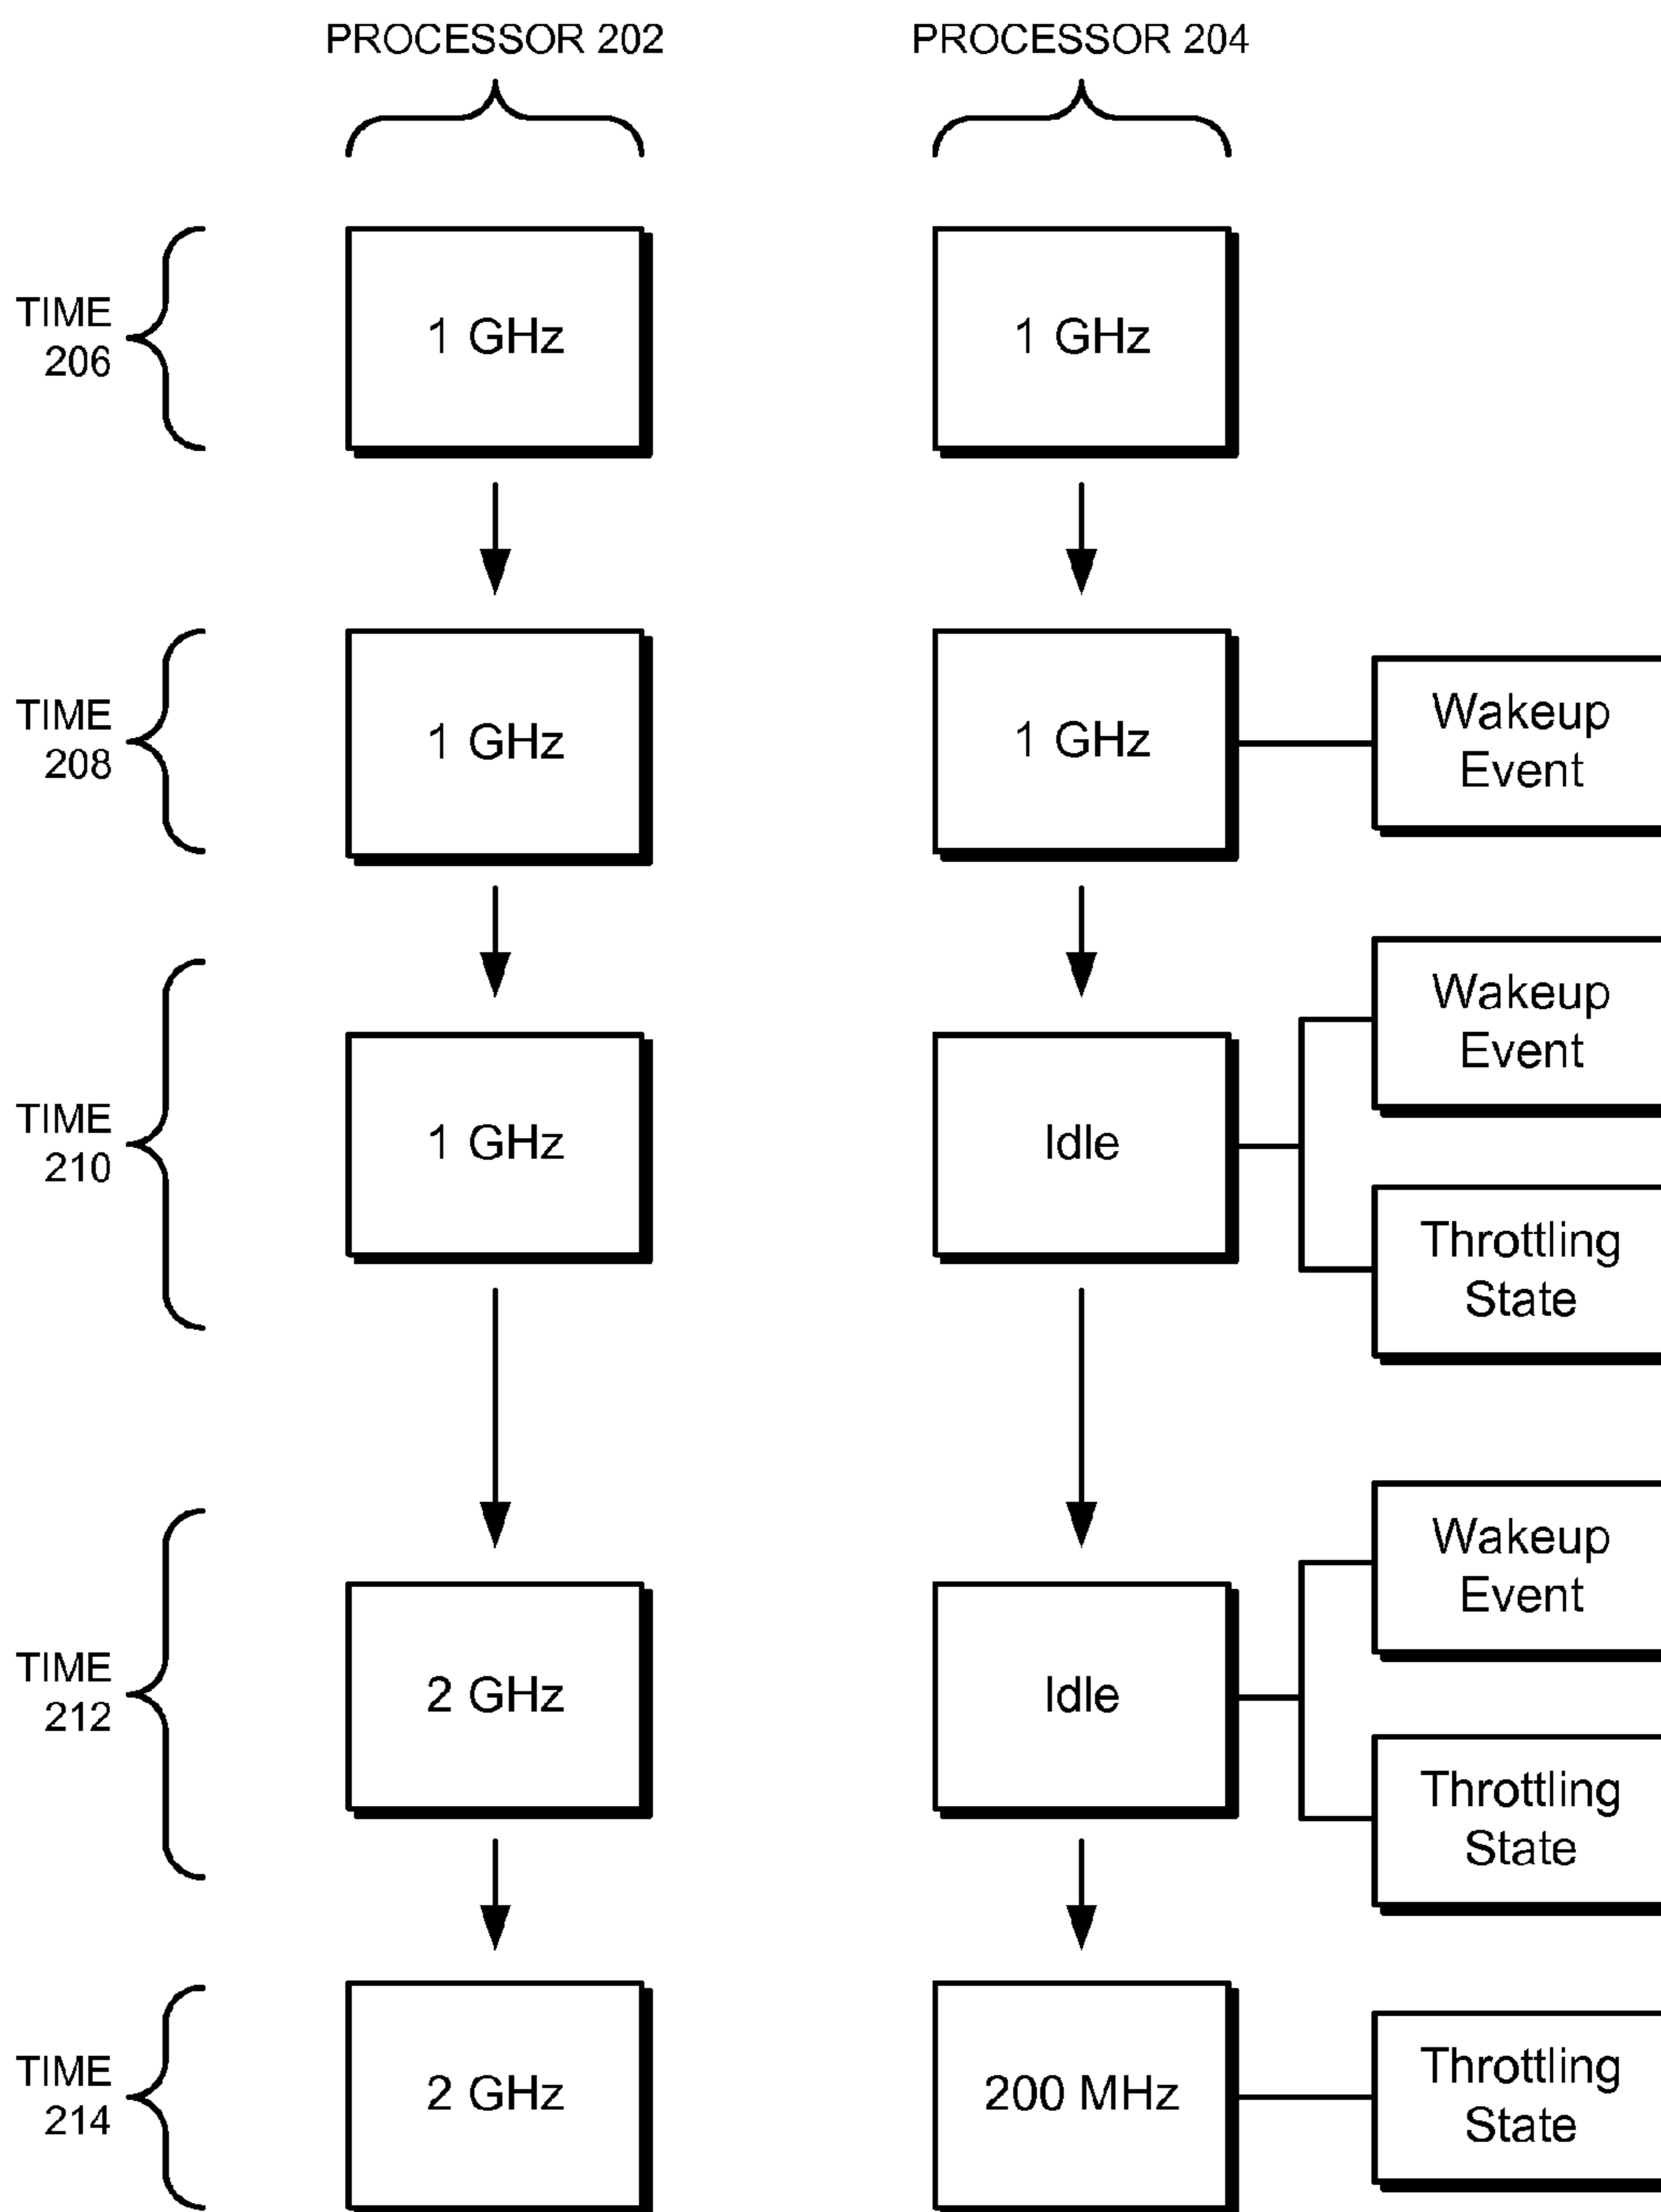 PROCESSOR 202
PROCESSOR 204
TIME
206
1 GHz
1 GHz
TIME
208
1 GHz
1 GHz
Wakeup
Event
TIME
210
1 GHz
Idle
Wakeup
Event
Throttling
State
TIME
212
2 GHz
Idle
Wakeup
Event
Throttling
State
TIME
214
2 GHz
200 MHz
Throttling
State